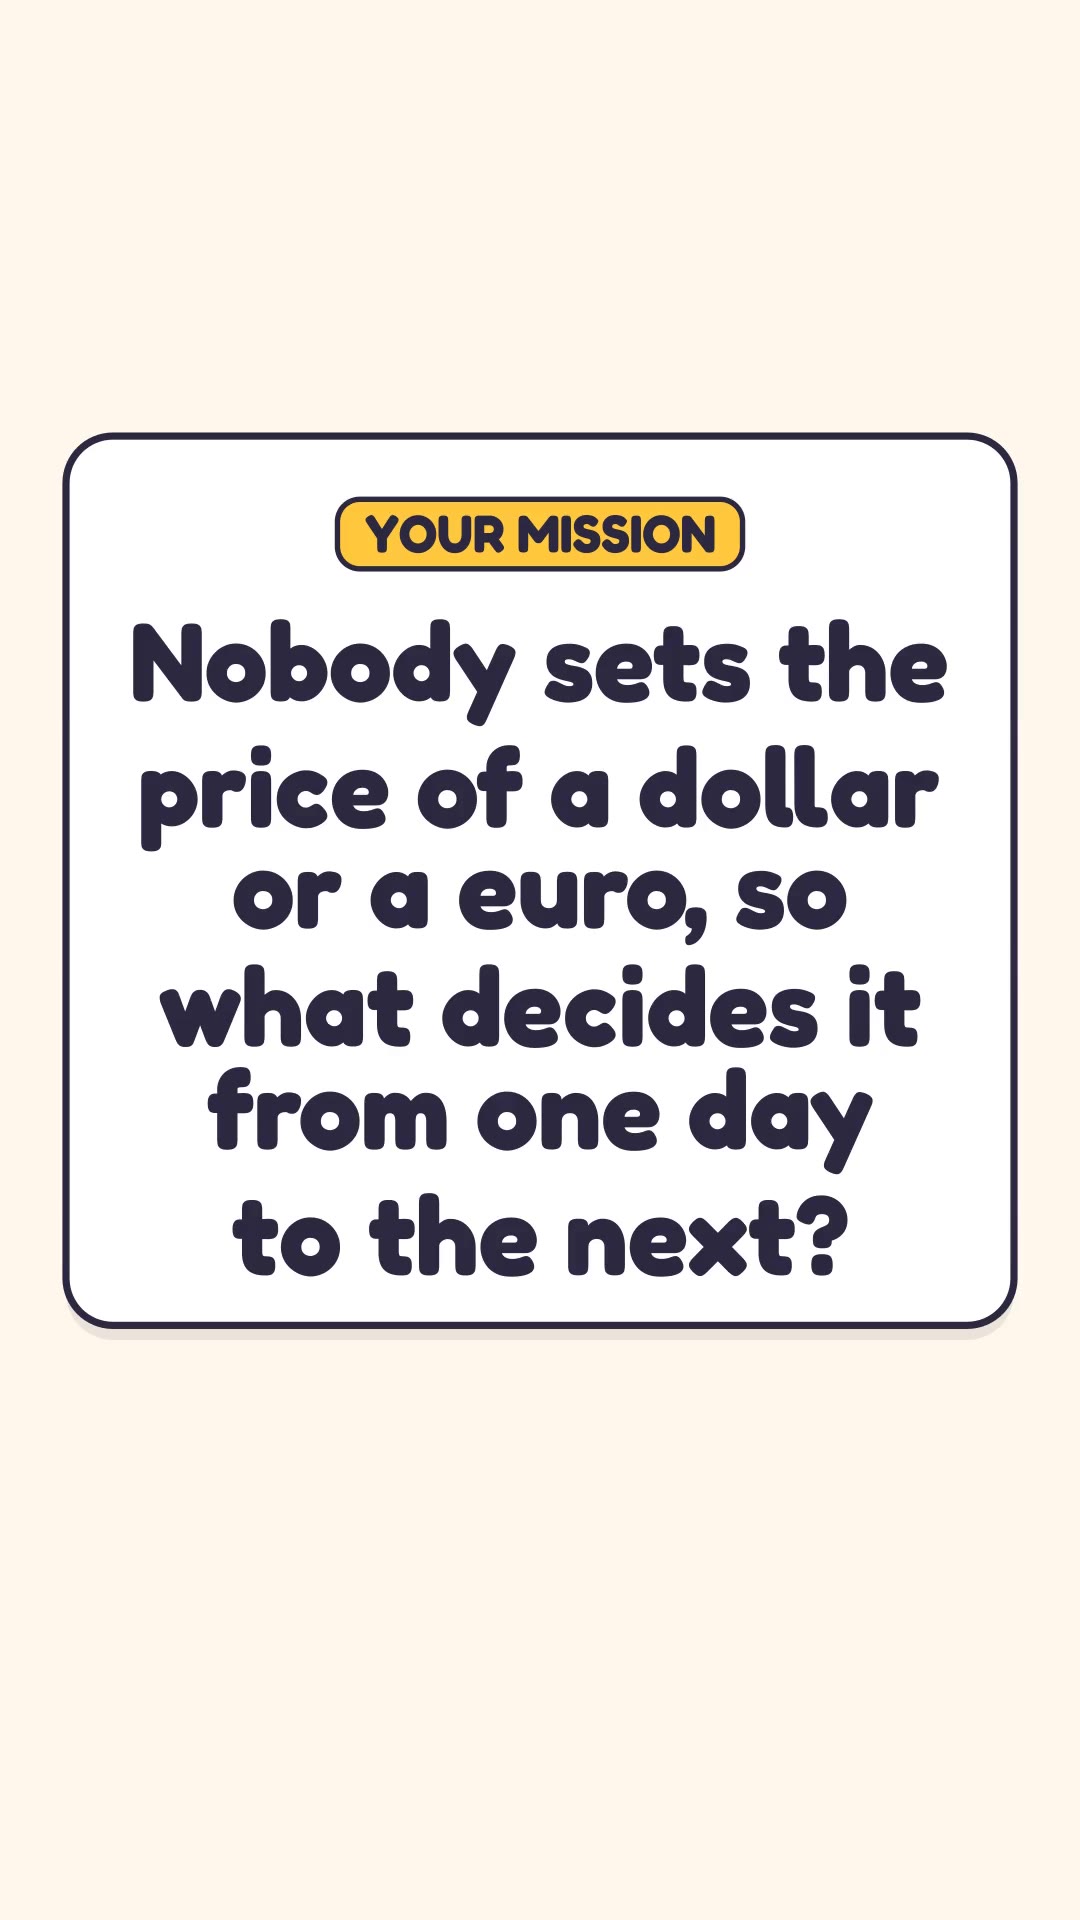 YOUR MISSION
Nobody sets the
price of a dollar
or a euro, so
what decides it
from one day
to the next?